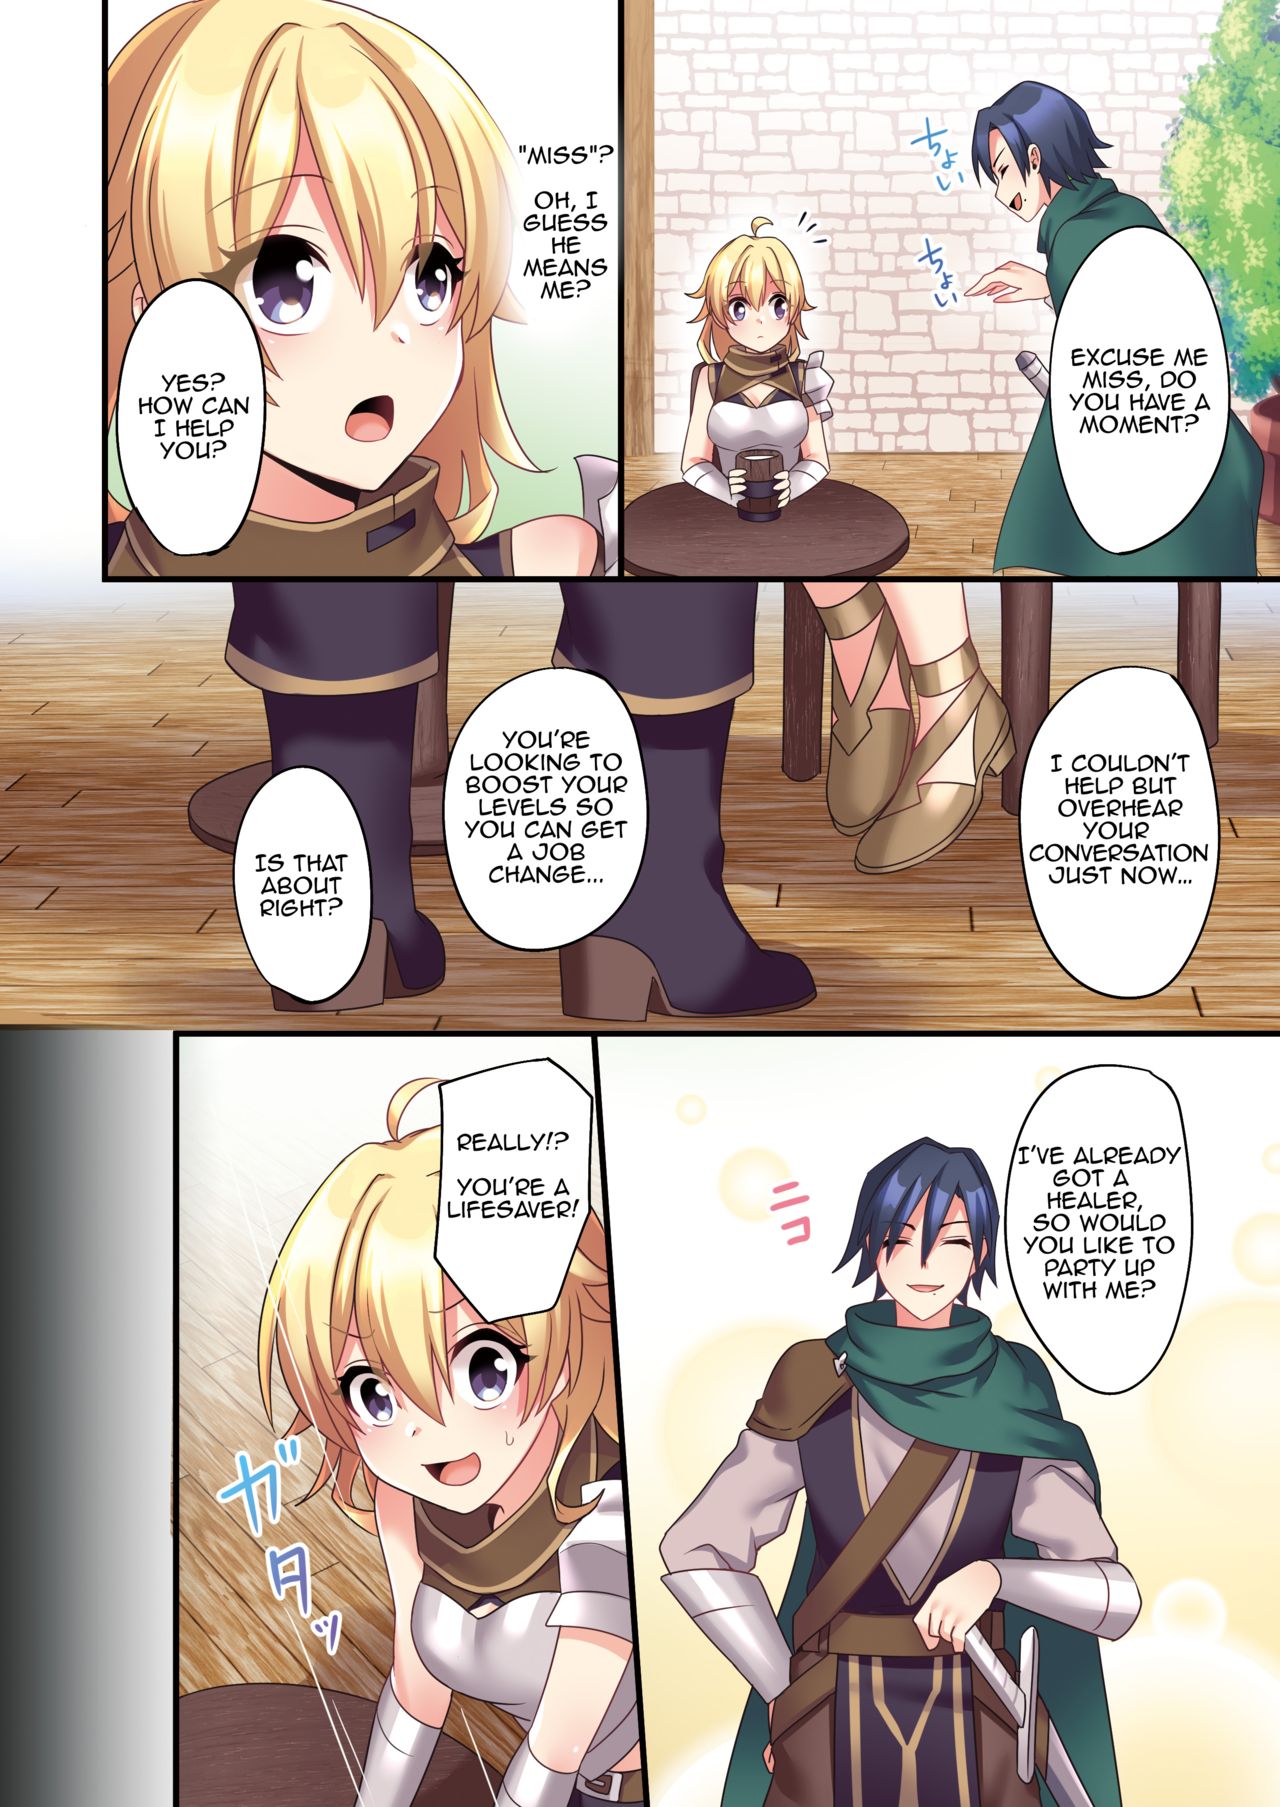 EXCUSE ME
MISS, DO
YOU HAVE A
MOMENT?
ちょい
ちょい
"MISS"?
OH, I
GUESS
HE
MEANS
ME?
YES?
HOW CAN
I HELP
YOU?
I COULDN'T
HELP BUT
OVERHEAR
YOUR
CONVERSATION
JUST NOW...
YOU'RE
LOOKING TO
BOOST YOUR
LEVELS SO
YOU CAN GET
A JOB
CHANGE...
IS THAT
ABOUT
RIGHT?
I'VE ALREADY
GOT A
HEALER,
SO WOULD
YOU LIKE TO
PARTY UP
WITH ME?
ニコ
REALLY!?
YOU'RE A
LIFESAVER!
ガタッ